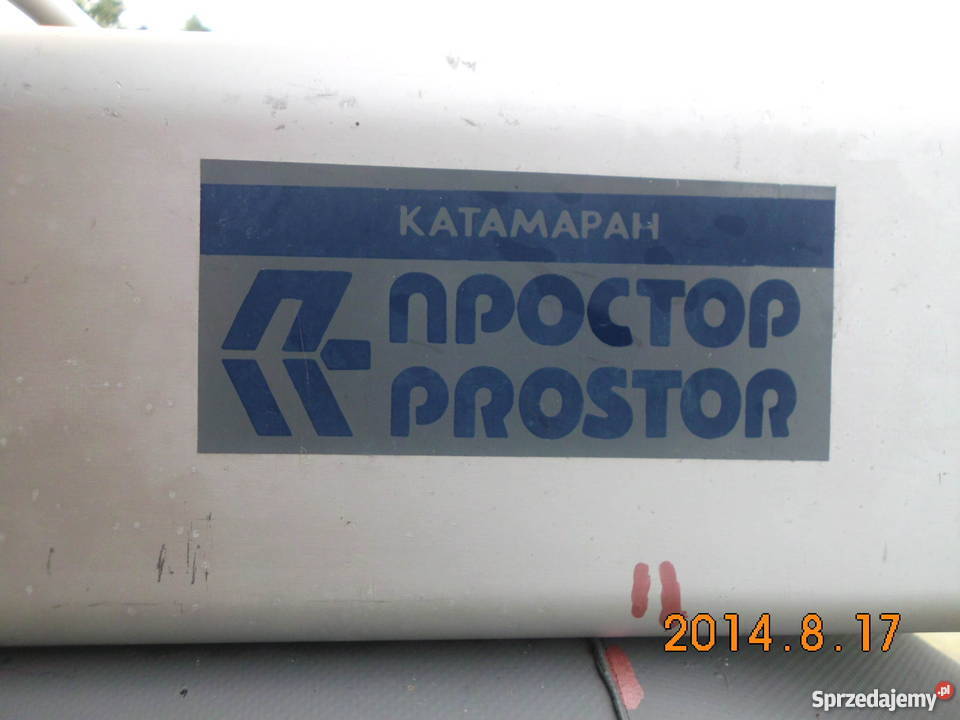 КАТАМАРАН
ПРОСТОР
PROSTOR
2014.8.17
Sprzedajemy.pl